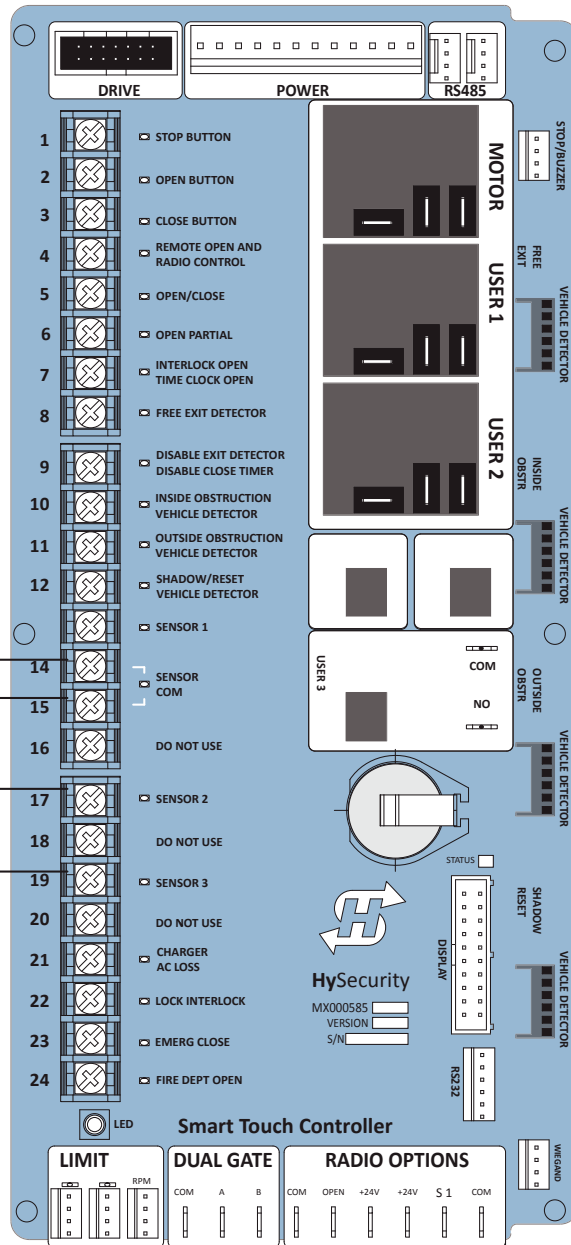 DRIVE
POWER
RS485
1 STOP BUTTON
2 OPEN BUTTON
3 CLOSE BUTTON
4 REMOTE OPEN AND
RADIO CONTROL
5 OPEN/CLOSE
6 OPEN PARTIAL
7 INTERLOCK OPEN
TIME CLOCK OPEN
8 FREE EXIT DETECTOR
9 DISABLE EXIT DETECTOR
DISABLE CLOSE TIMER
10 INSIDE OBSTRUCTION
VEHICLE DETECTOR
11 OUTSIDE OBSTRUCTION
VEHICLE DETECTOR
12 SHADOW/RESET
VEHICLE DETECTOR
SENSOR 1
14
SENSOR
COM
15
16 DO NOT USE
17 SENSOR 2
18 DO NOT USE
19 SENSOR 3
20 DO NOT USE
21 CHARGER
AC LOSS
22 LOCK INTERLOCK
23 EMERG CLOSE
24 FIRE DEPT OPEN
LED
MOTOR
USER 1
USER 2
USER 3
COM
NO
STOP/BUZZER
FREE
EXIT
VEHICLE DETECTOR
INSIDE
OBSTR
VEHICLE DETECTOR
OUTSIDE
OBSTR
VEHICLE DETECTOR
SHADOW
RESET
VEHICLE DETECTOR
STATUS
DISPLAY
HySecurity
MX000585
VERSION
S/N
RS232
WIEGAND
Smart Touch Controller
LIMIT
RPM
DUAL GATE
COM A B
RADIO OPTIONS
COM OPEN +24V +24V S 1 COM